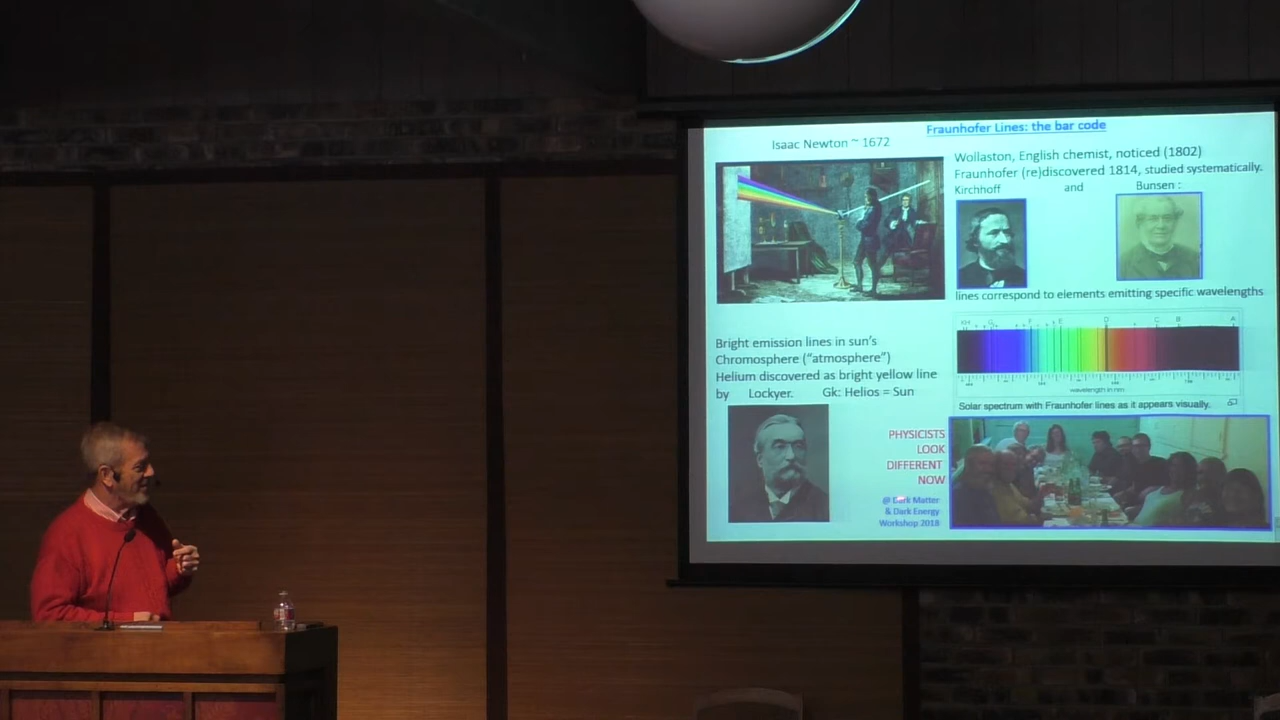 Fraunhofer Lines: the bar code
Isaac Newton ~ 1672
Wollaston, English chemist, noticed (1802)
Fraunhofer (re)discovered 1814, studied systematically.
Kirchhoff and Bunsen :
lines correspond to elements emitting specific wavelengths
Bright emission lines in sun's
Chromosphere ("atmosphere")
Helium discovered as bright yellow line
by Lockyer. Gk: Helios = Sun
D C B A
wavelength in nm
Solar spectrum with Fraunhofer lines as it appears visually.
PHYSICISTS
LOOK
DIFFERENT
NOW
@ Dark Matter
& Dark Energy
Workshop 2018